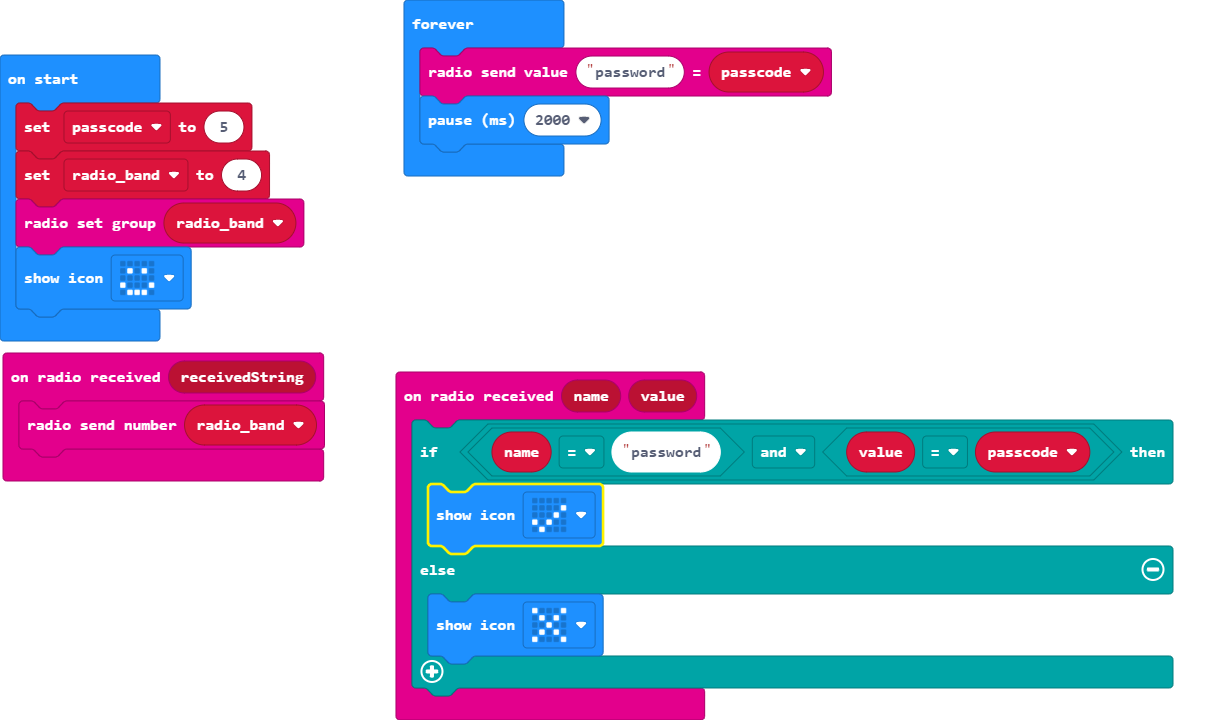 on start
set passcode to 5
set radio_band to 4
radio set group radio_band
show icon
forever
radio send value "password" = passcode
pause (ms) 2000
on radio received receivedString
radio send number radio_band
on radio received name value
if name = "password" and value = passcode then
show icon
else
show icon